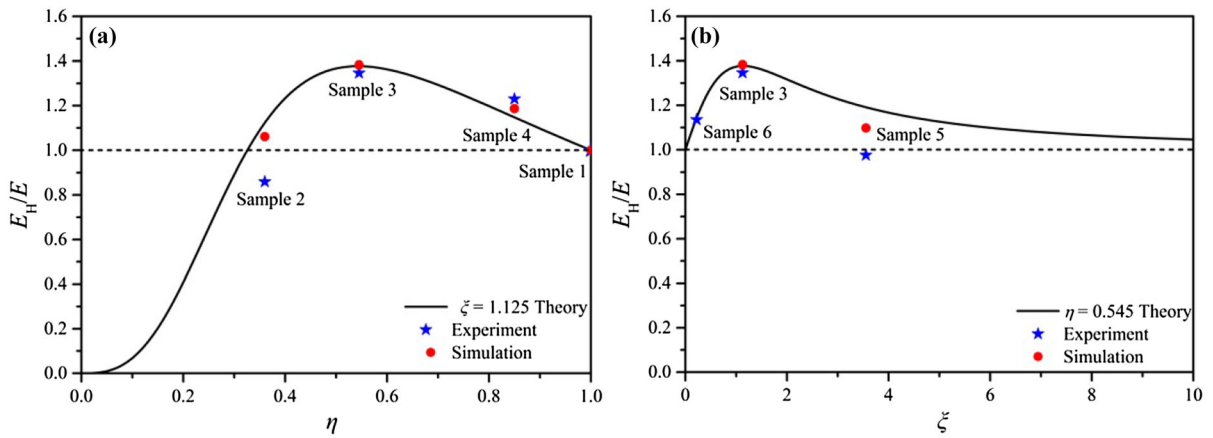 (a)
E_H/E
1.6
1.4
1.2
1.0
0.8
0.6
0.4
0.2
0.0
Sample 3
Sample 4
Sample 1
Sample 2
ξ = 1.125 Theory
Experiment
Simulation
0.0 0.2 0.4 0.6 0.8 1.0
η
(b)
E_H/E
1.6
1.4
1.2
1.0
0.8
0.6
0.4
0.2
0.0
Sample 3
Sample 6
Sample 5
η = 0.545 Theory
Experiment
Simulation
0 2 4 6 8 10
ξ